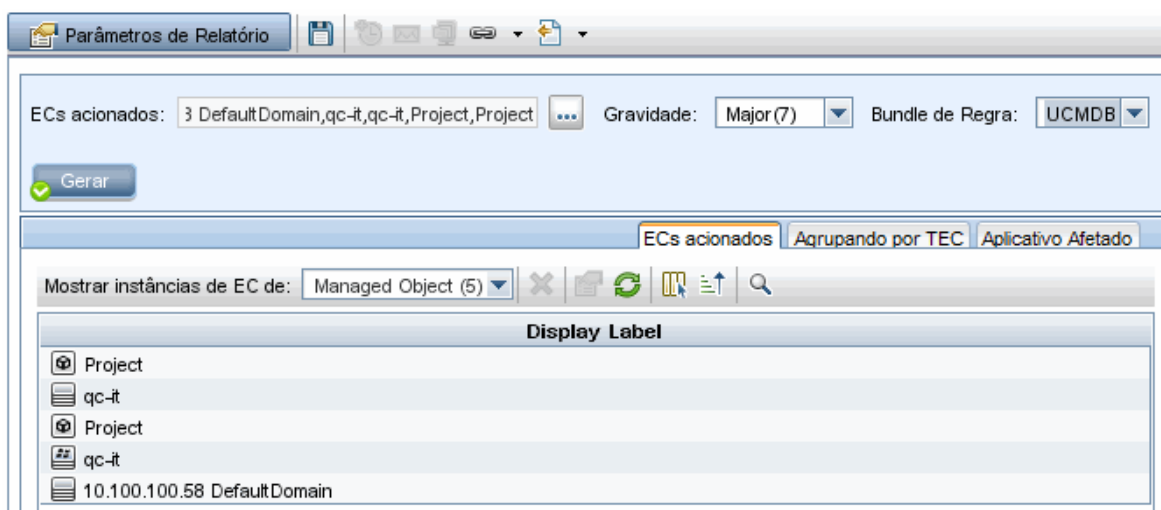 Parâmetros de Relatório
ECs acionados: 3 DefaultDomain,qc-it,qc-it,Project,Project ... Gravidade: Major(7) Bundle de Regra: UCMDB
Gerar
ECs acionados Agrupando por TEC Aplicativo Afetado
Mostrar instâncias de EC de: Managed Object (5)
Display Label
Project
qc-it
Project
qc-it
10.100.100.58 DefaultDomain